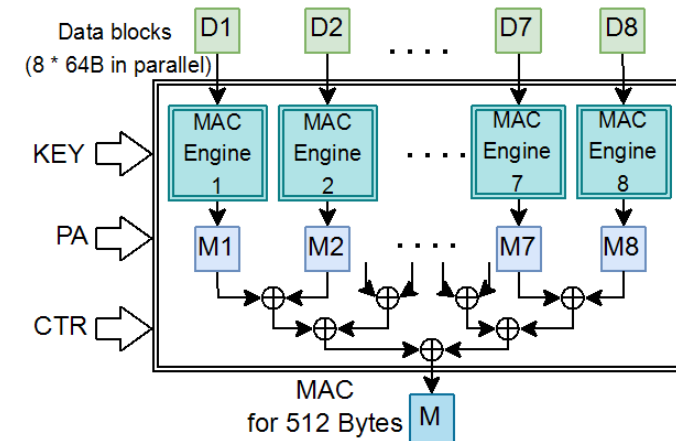 Data blocks
(8 * 64B in parallel)
D1 D2 .... D7 D8
KEY
MAC Engine 1
MAC Engine 2
....
MAC Engine 7
MAC Engine 8
PA
M1 M2 .... M7 M8
CTR
MAC
for 512 Bytes
M